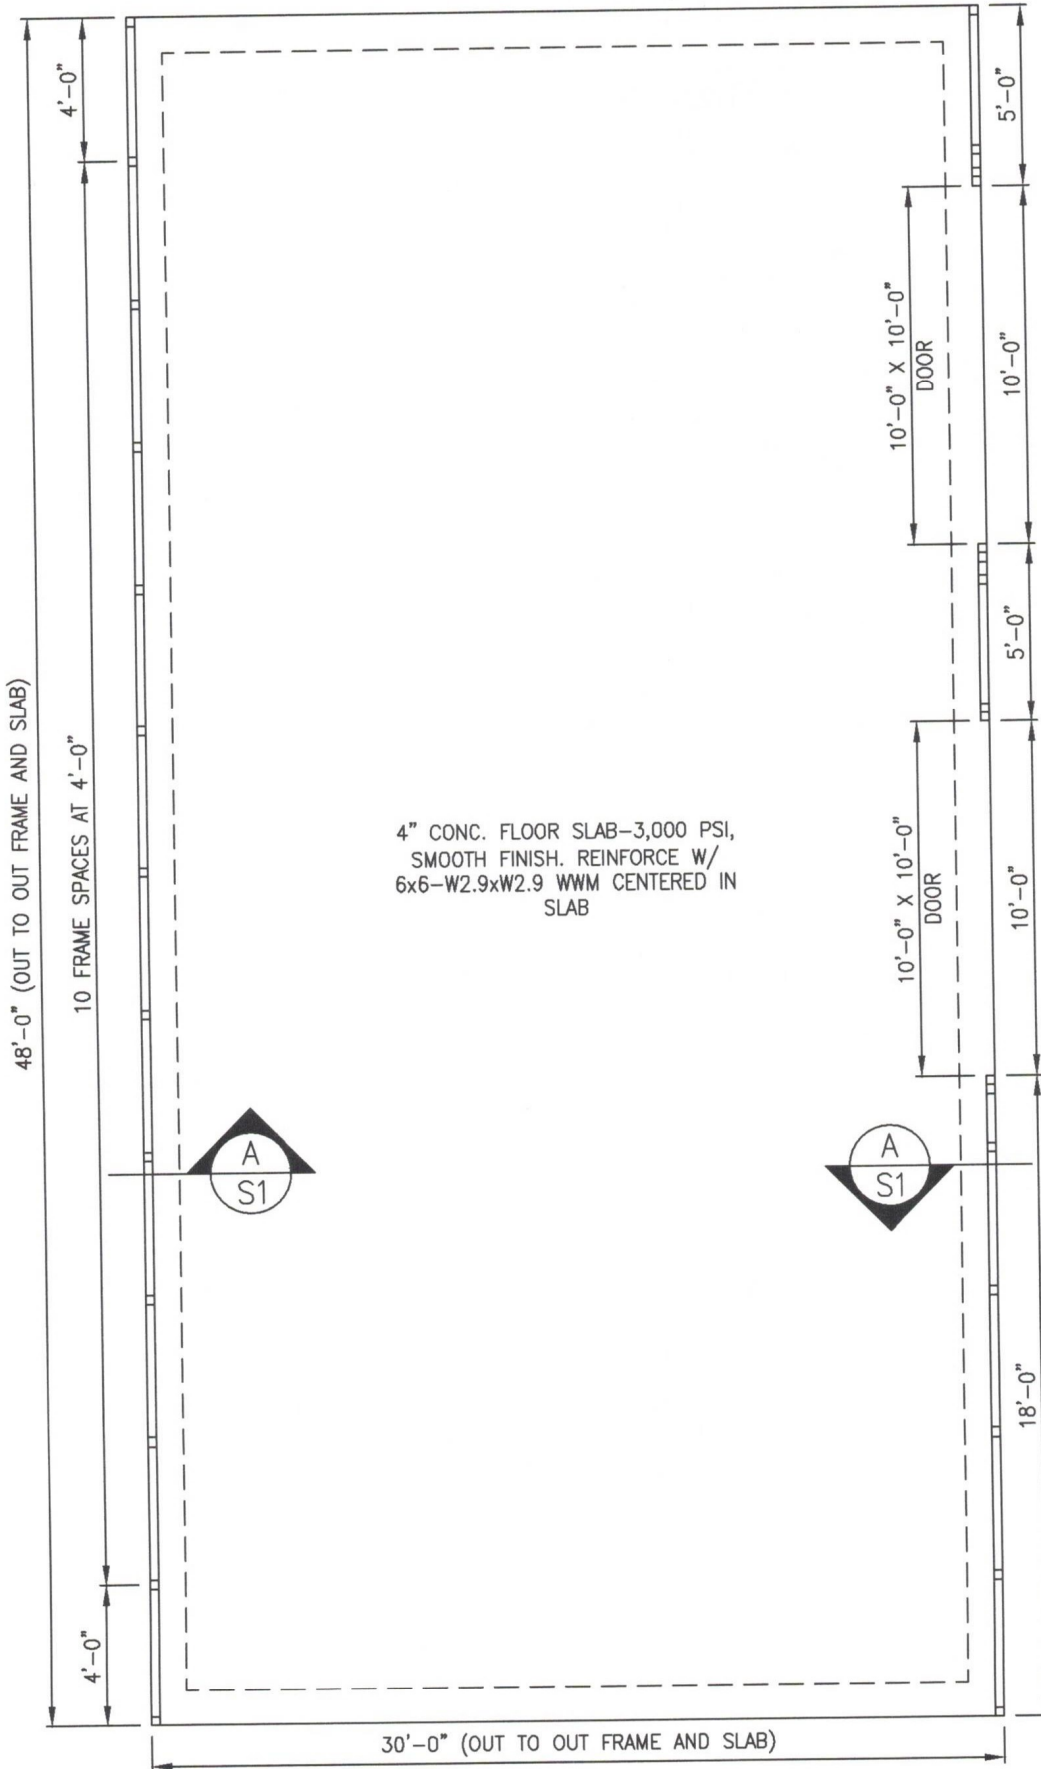 48'-0" (OUT TO OUT FRAME AND SLAB)
4'-0"
10 FRAME SPACES AT 4'-0"
4'-0"
4" CONC. FLOOR SLAB-3,000 PSI,
SMOOTH FINISH. REINFORCE W/
6x6-W2.9xW2.9 WWM CENTERED IN
SLAB
A
S1
A
S1
10'-0" X 10'-0"
DOOR
10'-0" X 10'-0"
DOOR
5'-0"
10'-0"
5'-0"
10'-0"
18'-0"
30'-0" (OUT TO OUT FRAME AND SLAB)